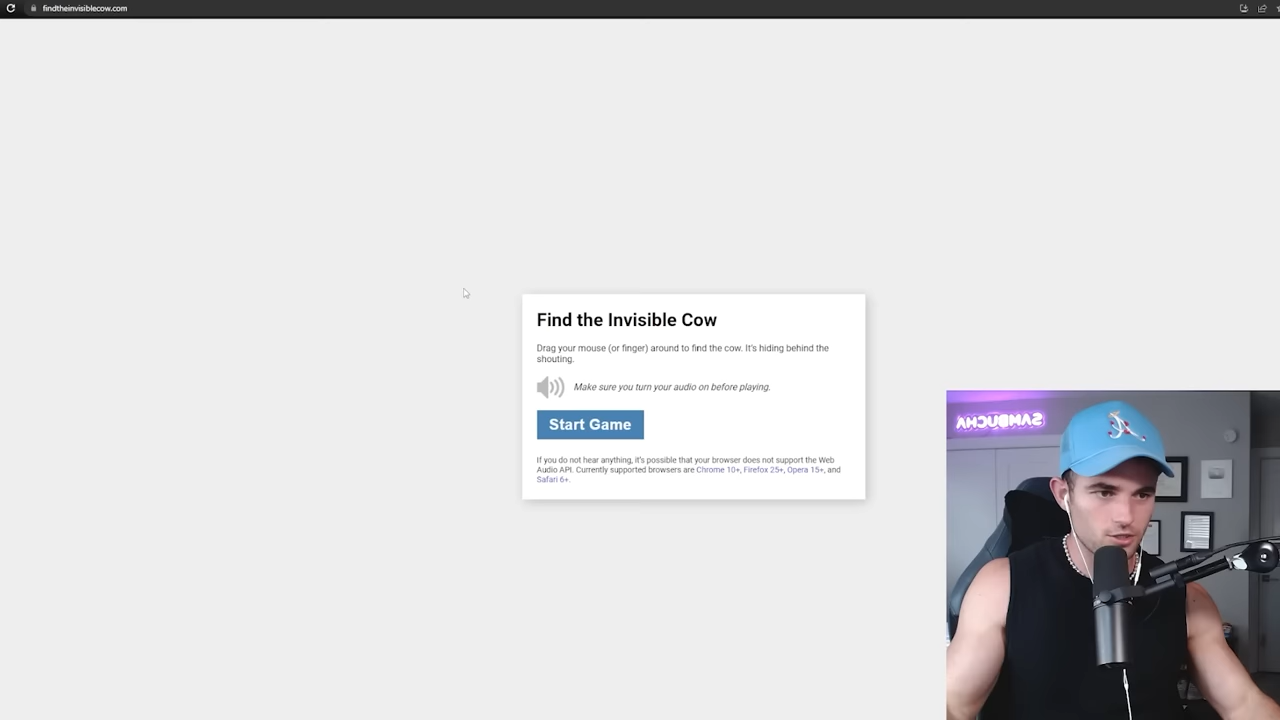 findtheinvisiblecow.com
Find the Invisible Cow
Drag your mouse (or finger) around to find the cow. It's hiding behind the
shouting.
Make sure you turn your audio on before playing.
Start Game
If you do not hear anything, it's possible that your browser does not support the Web
Audio API. Currently supported browsers are Chrome 10+, Firefox 25+, Opera 15+, and
Safari 6+.
SAMBUCHA